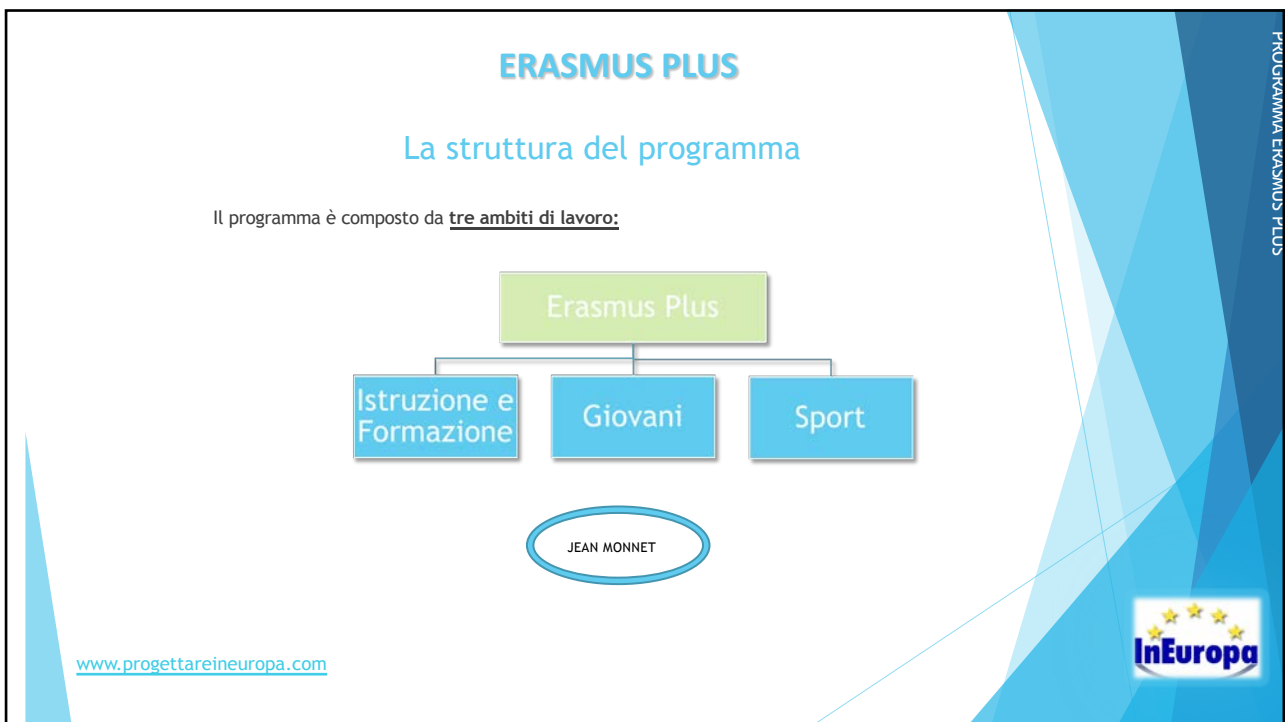 ERASMUS PLUS
La struttura del programma
Il programma è composto da tre ambiti di lavoro:
Erasmus Plus
Istruzione e
Formazione
Giovani
Sport
JEAN MONNET
www.progettareineuropa.com
InEuropa
PROGRAMMA ERASMUS PLUS